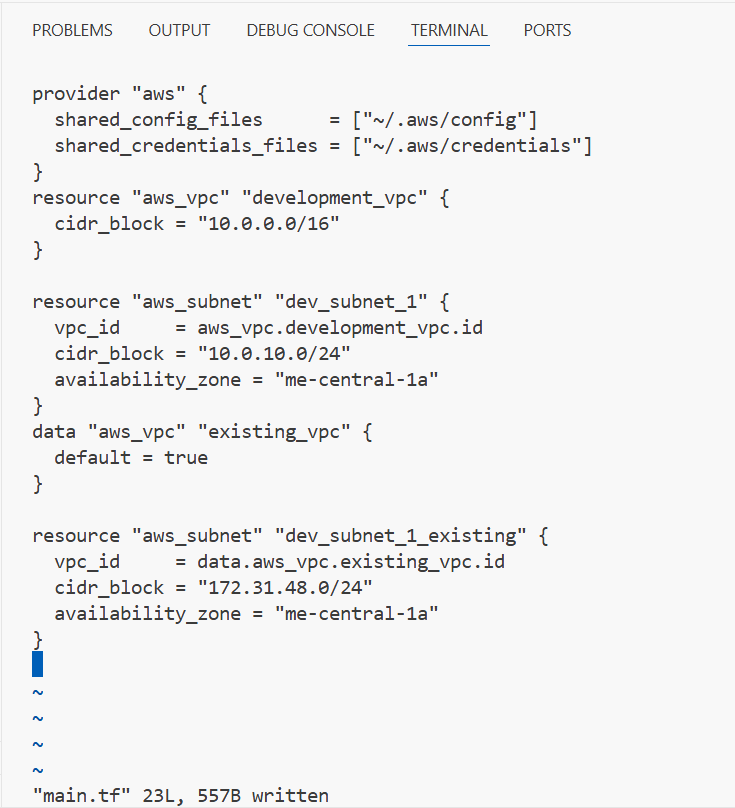 PROBLEMS OUTPUT DEBUG CONSOLE TERMINAL PORTS
provider "aws" {
  shared_config_files      = ["~/.aws/config"]
  shared_credentials_files = ["~/.aws/credentials"]
}
resource "aws_vpc" "development_vpc" {
  cidr_block = "10.0.0.0/16"
}

resource "aws_subnet" "dev_subnet_1" {
  vpc_id     = aws_vpc.development_vpc.id
  cidr_block = "10.0.10.0/24"
  availability_zone = "me-central-1a"
}
data "aws_vpc" "existing_vpc" {
  default = true
}

resource "aws_subnet" "dev_subnet_1_existing" {
  vpc_id     = data.aws_vpc.existing_vpc.id
  cidr_block = "172.31.48.0/24"
  availability_zone = "me-central-1a"
}
~
~
~
~
"main.tf" 23L, 557B written